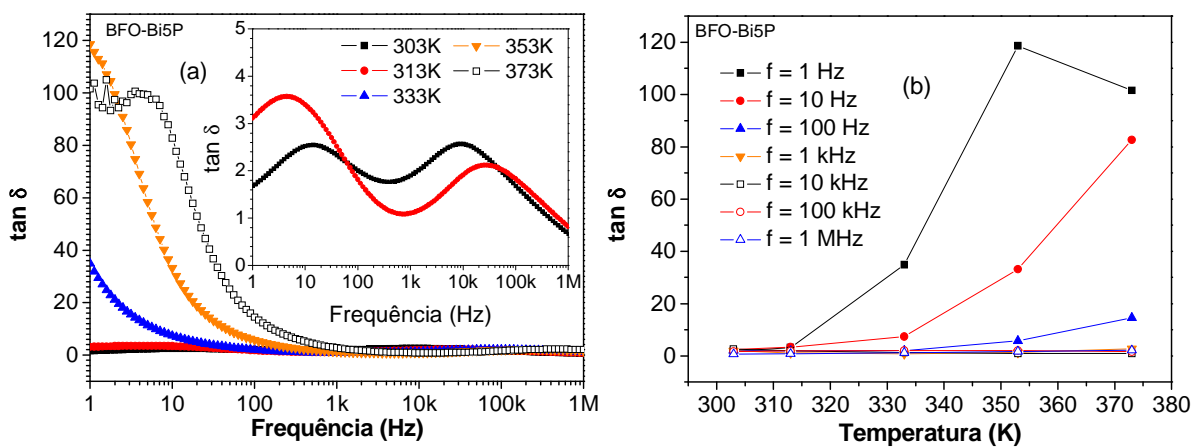 BFO-Bi5P
(a)
tan δ
120
100
80
60
40
20
0
1
10
100
1k
10k
100k
1M
Frequência (Hz)
5
4
3
2
1
0
tan δ
303K
313K
333K
353K
373K
1
10
100
1k
10k
100k
1M
Frequência (Hz)
BFO-Bi5P
(b)
tan δ
120
100
80
60
40
20
0
f = 1 Hz
f = 10 Hz
f = 100 Hz
f = 1 kHz
f = 10 kHz
f = 100 kHz
f = 1 MHz
300
310
320
330
340
350
360
370
380
Temperatura (K)